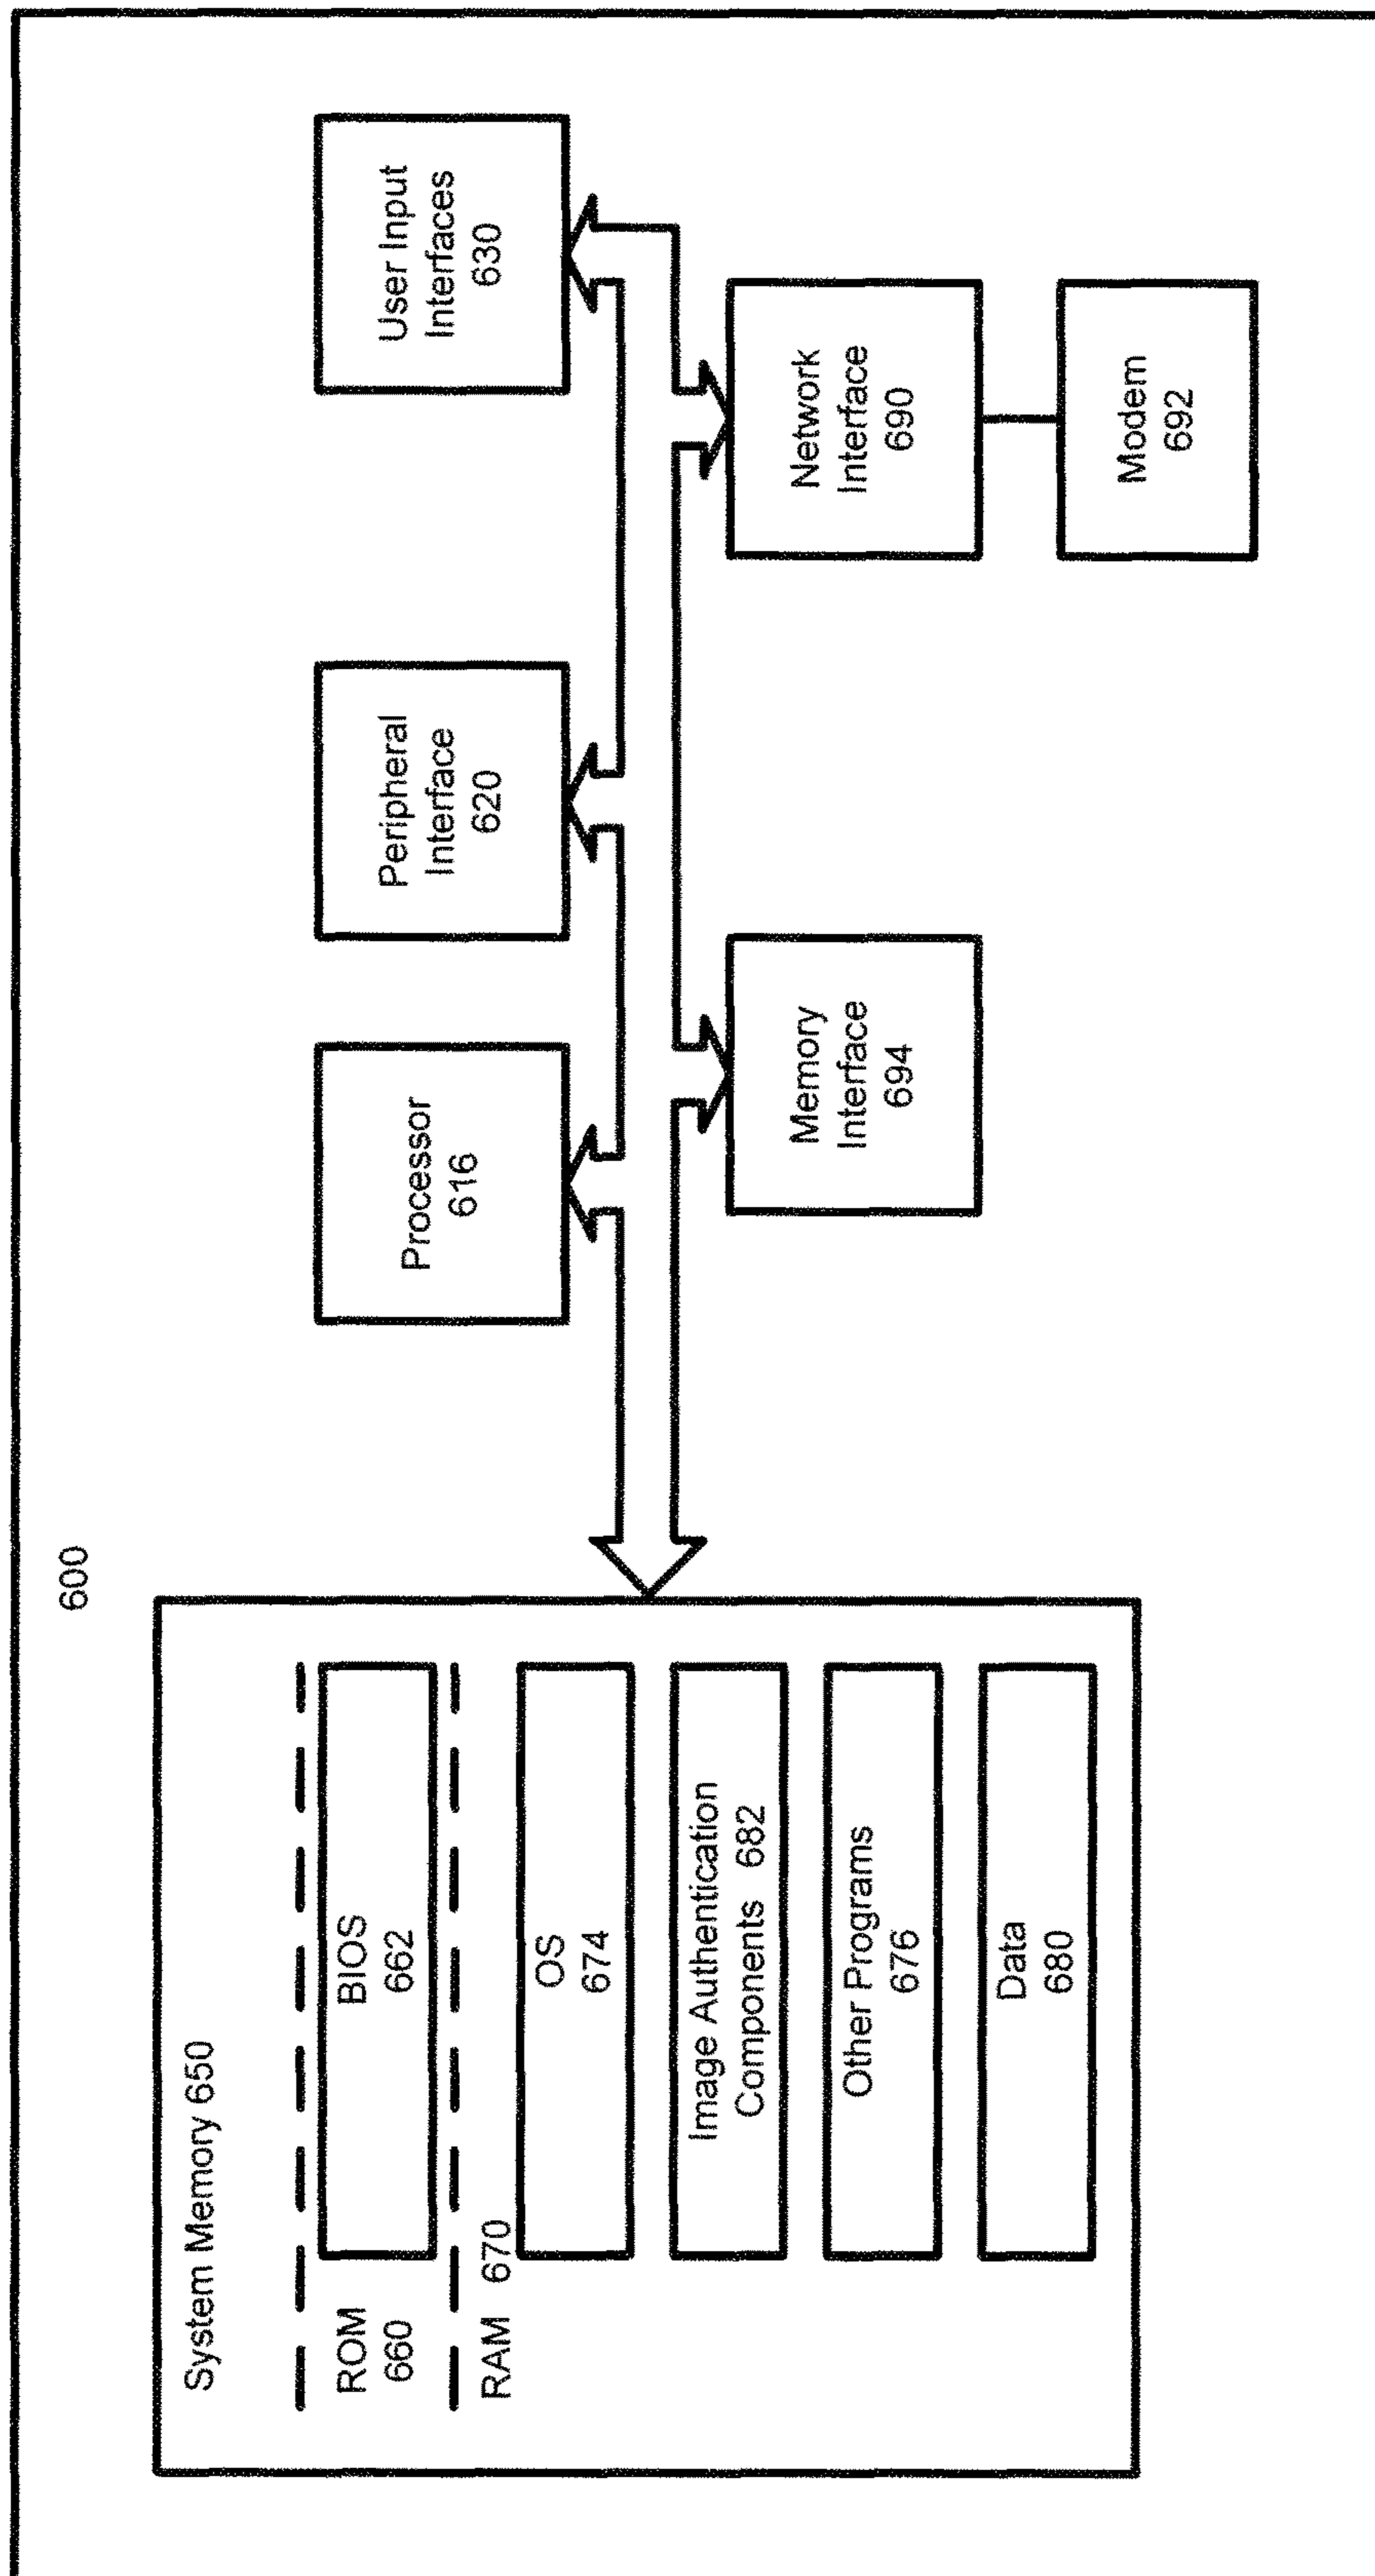 600
System Memory 650
ROM
660
BIOS
662
RAM 670
OS
674
Image Authentication
Components 682
Other Programs
676
Data
680
Processor
616
Peripheral
Interface
620
User Input
Interfaces
630
Memory
Interface
694
Network
Interface
690
Modem
692